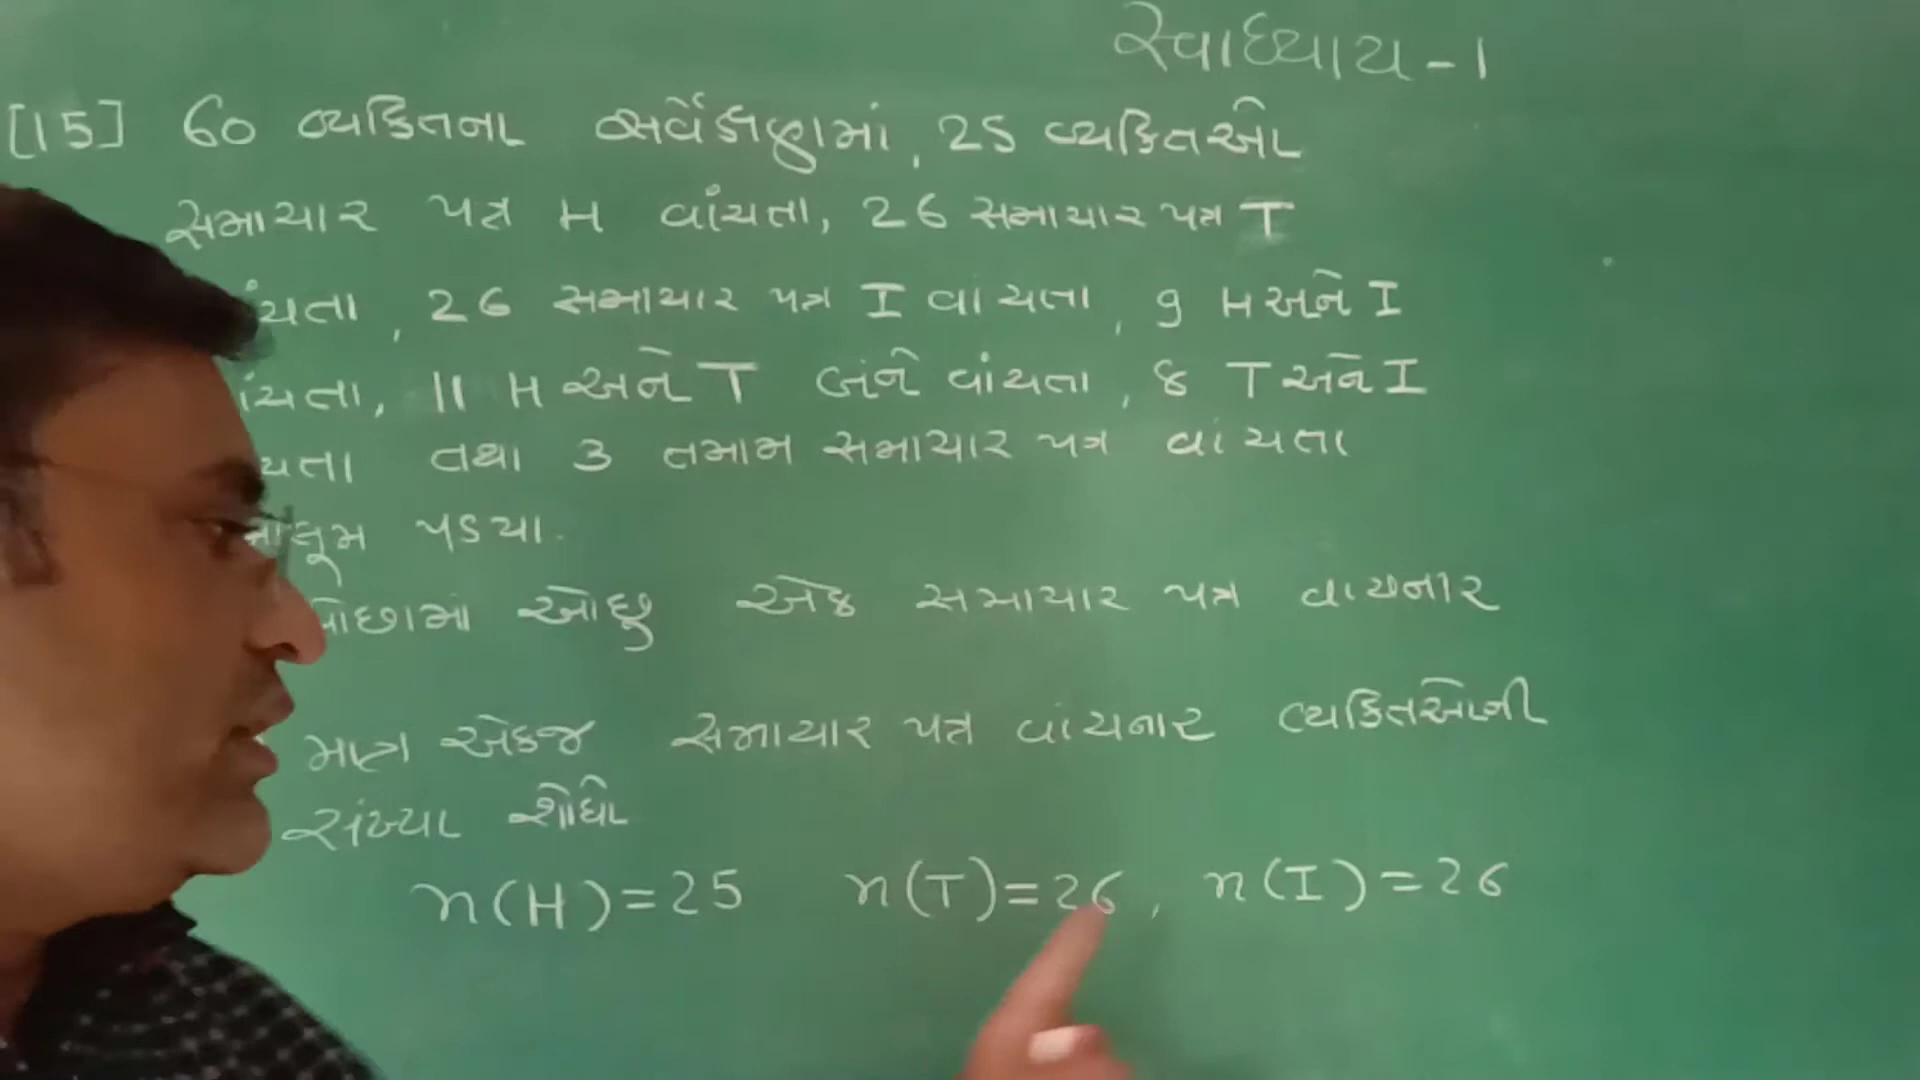 સ્વાધ્યાય - 1
[15] 60 વ્યક્તિના સર્વેક્ષણમાં, 25 વ્યક્તિઓ
સમાચાર પત્ર H વાંચતા, 26 સમાચાર પત્ર T
ંચતા, 26 સમાચાર પત્ર I વાંચતા, 9 H અને I
ંચતા, 11 H અને T બંને વાંચતા, 8 T અને I
ચતા તથા 3 તમામ સમાચાર પત્ર વાંચતા
પડયા.
ઓછુ એક સમાચાર પત્ર વાચનાર
માત્ર એકજ સમાચાર પત્ર વાંચનાર વ્યક્તિઓની
સંખ્યા શોધો
n(H)=25 n(T)=26, n(I)=26